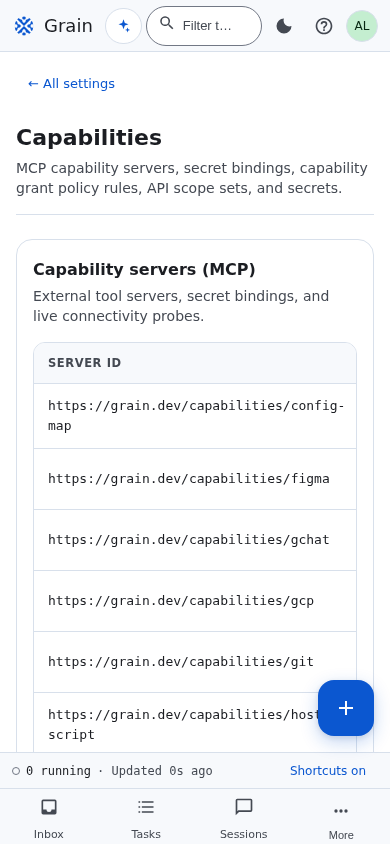 Grain
Filter t…
AL
← All settings
Capabilities
MCP capability servers, secret bindings, capability
grant policy rules, API scope sets, and secrets.
Capability servers (MCP)
External tool servers, secret bindings, and
live connectivity probes.
SERVER ID
https://grain.dev/capabilities/config-
map
https://grain.dev/capabilities/figma
https://grain.dev/capabilities/gchat
https://grain.dev/capabilities/gcp
https://grain.dev/capabilities/git
https://grain.dev/capabilities/host
script
0 running · Updated 0s ago
Shortcuts on
Inbox
Tasks
Sessions
More